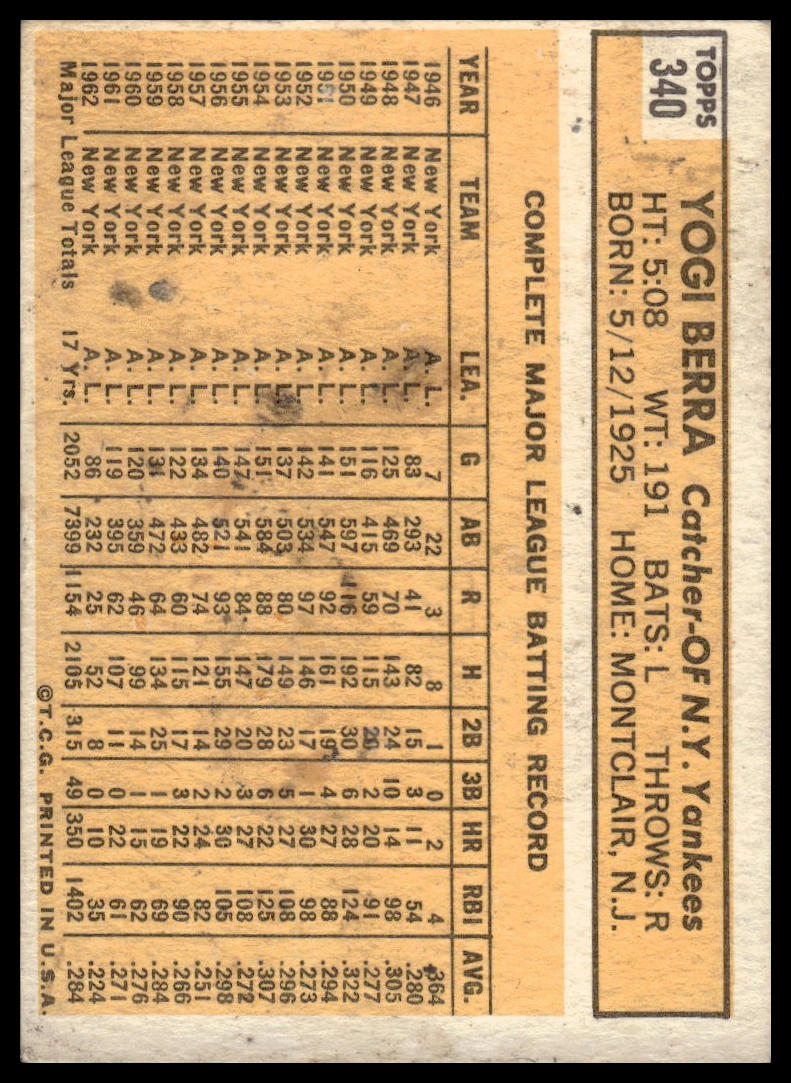 TOPPS
340
YOGI BERRA Catcher-OF N.Y. Yankees
HT: 5:08 WT: 191 BATS: L THROWS: R
BORN: 5/12/1925 HOME: MONTCLAIR, N.J.
COMPLETE MAJOR LEAGUE BATTING RECORD
YEAR TEAM LEA. G AB R H 2B 3B HR RBI AVG.
1946 New York A. L. 7 22 3 8 1 0 2 4 .364
1947 New York A. L. 83 293 41 82 15 3 11 54 .280
1948 New York A. L. 125 469 70 143 24 10 14 98 .305
1949 New York A. L. 116 415 59 115 20 2 20 91 .277
1950 New York A. L. 151 597 116 192 30 6 28 124 .322
1951 New York A. L. 141 547 92 161 19 4 27 88 .294
1952 New York A. L. 142 534 97 146 17 1 30 98 .273
1953 New York A. L. 137 503 80 149 23 5 27 108 .296
1954 New York A. L. 151 584 88 179 28 6 22 125 .307
1955 New York A. L. 147 541 84 147 20 3 27 108 .272
1956 New York A. L. 140 521 93 155 29 2 30 105 .298
1957 New York A. L. 134 482 74 121 14 2 24 82 .251
1958 New York A. L. 122 433 60 115 17 3 22 90 .266
1959 New York A. L. 131 472 64 134 25 1 19 69 .284
1960 New York A. L. 120 359 46 99 14 1 15 62 .276
1961 New York A. L. 119 395 62 107 11 0 22 61 .271
1962 New York A. L. 86 232 25 52 8 0 10 35 .224
Major League Totals 17 Yrs. 2052 7399 1154 2105 315 49 350 1402 .284
©T.C.G. PRINTED IN U.S.A.